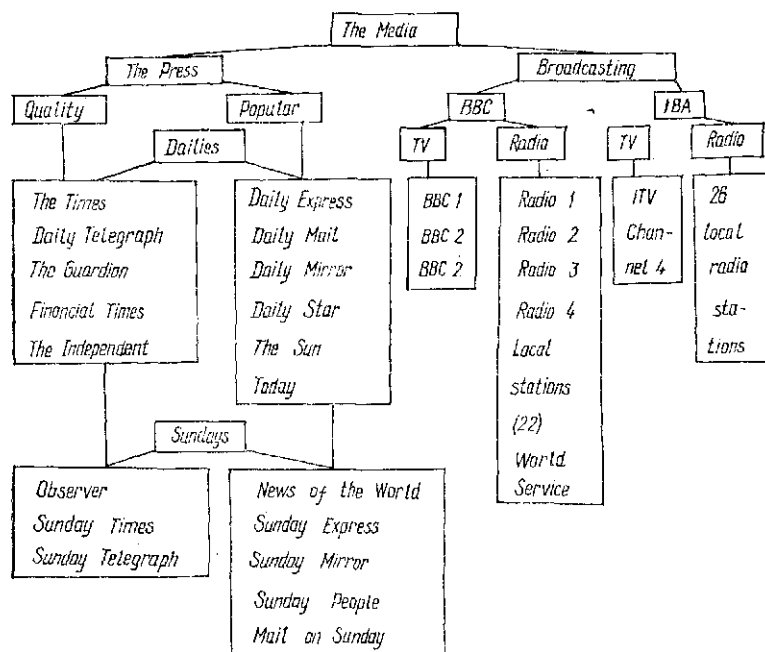 The Media
The Press
Broadcasting
Quality
Popular
BBC
IBA
Dailies
TV
Radio
TV
Radio
The Times
Daily Telegraph
The Guardian
Financial Times
The Independent
Daily Express
Daily Mail
Daily Mirror
Daily Star
The Sun
Today
BBC 1
BBC 2
BBC 2
Radio 1
Radio 2
Radio 3
Radio 4
Local
stations
(22)
World
Service
ITV
Chan-
nel 4
26
local
radio
sta-
tions
Sundays
Observer
Sunday Times
Sunday Telegraph
News of the World
Sunday Express
Sunday Mirror
Sunday People
Mail on Sunday